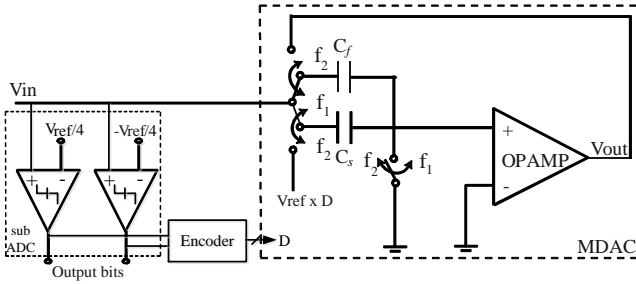 Vin
Vref/4
-Vref/4
+
-
+
-
sub
ADC
Output bits
Encoder
D
f2
Cf
f1
f2
Cs
Vref x D
f2
f1
+
-
OPAMP
Vout
MDAC